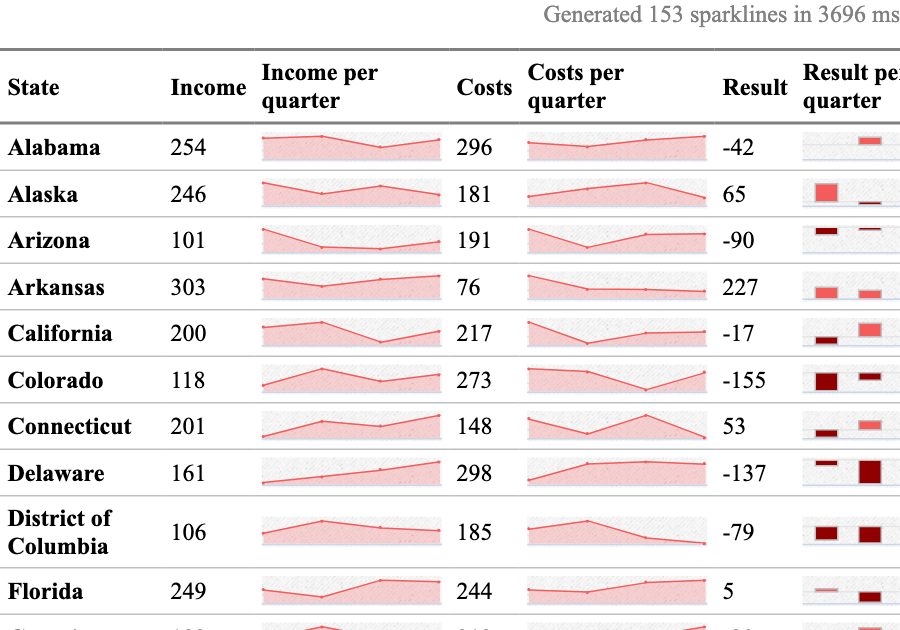 Generated 153 sparklines in 3696 ms
State Income Income per quarter Costs Costs per quarter Result Result pe quarter
Alabama 254 296 -42
Alaska 246 181 65
Arizona 101 191 -90
Arkansas 303 76 227
California 200 217 -17
Colorado 118 273 -155
Connecticut 201 148 53
Delaware 161 298 -137
District of Columbia 106 185 -79
Florida 249 244 5